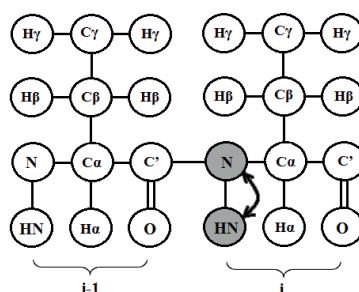 Hγ Cγ Hγ Hγ Cγ Hγ
Hβ Cβ Hβ Hβ Cβ Hβ
N Cα C' N Cα C'
HN Hα O HN Hα O
i-1 i